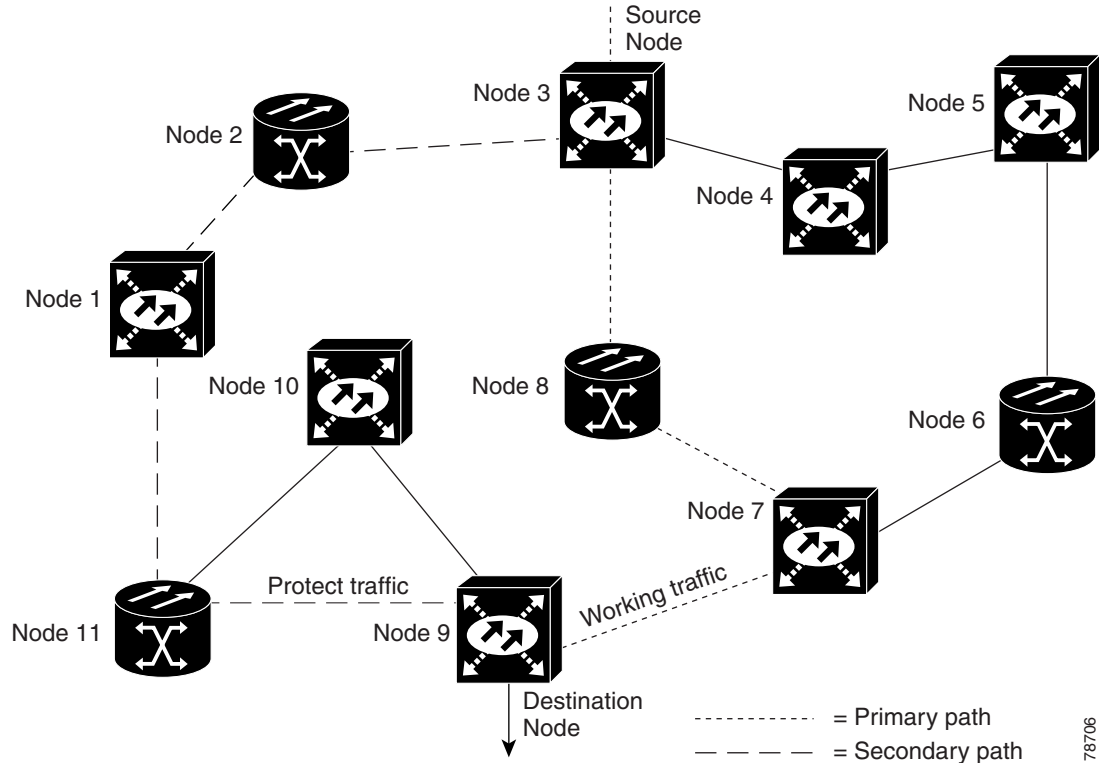 Source
Node
Node 3
Node 5
Node 2
Node 4
Node 1
Node 10
Node 8
Node 6
Node 7
Protect traffic
Working traffic
Node 11
Node 9
Destination
Node
= Primary path
= Secondary path
78706